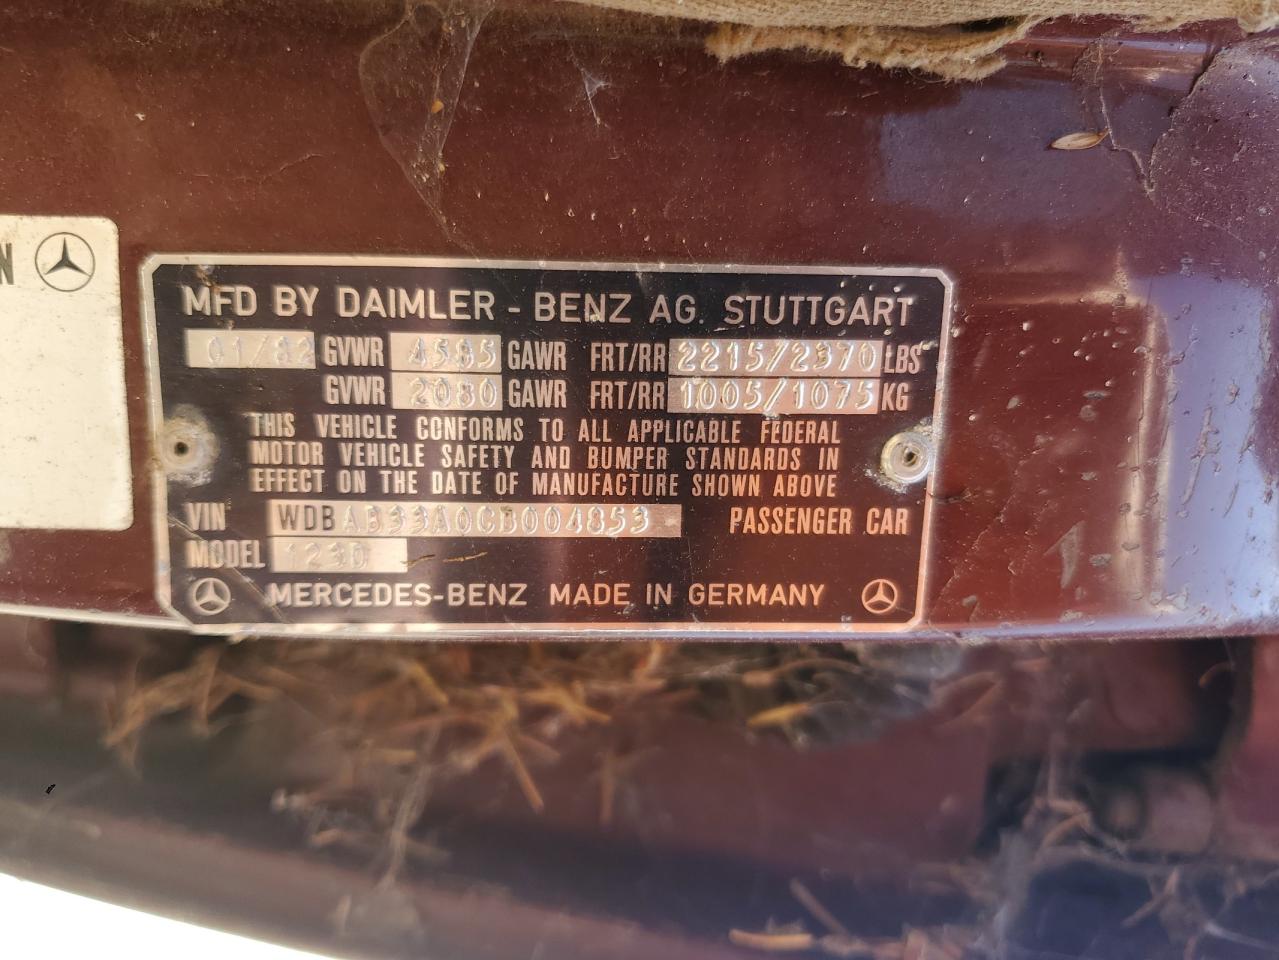 N
MFD BY DAIMLER - BENZ AG. STUTTGART
01/82 GVWR 4585 GAWR FRT/RR 2215/2370 LBS
GVWR 2080 GAWR FRT/RR 1005/1075 KG
THIS VEHICLE CONFORMS TO ALL APPLICABLE FEDERAL
MOTOR VEHICLE SAFETY AND BUMPER STANDARDS IN
EFFECT ON THE DATE OF MANUFACTURE SHOWN ABOVE
VIN WDBAB33A0CB004853 PASSENGER CAR
MODEL 123D
MERCEDES-BENZ MADE IN GERMANY